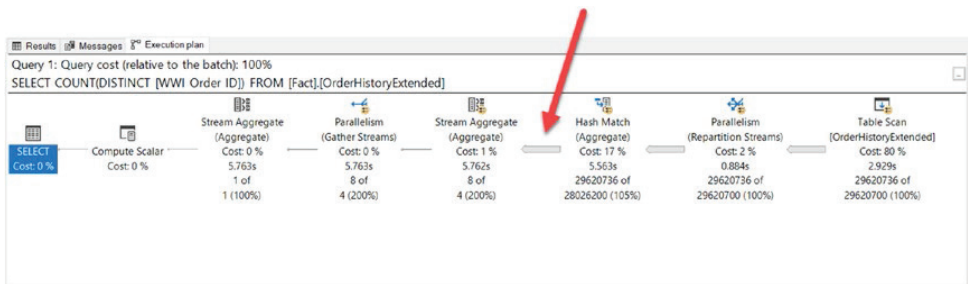 Results Messages Execution plan
Query 1: Query cost (relative to the batch): 100%
SELECT COUNT(DISTINCT [WWI Order ID]) FROM [Fact].[OrderHistoryExtended]
SELECT
Cost: 0 %
Compute Scalar
Cost: 0 %
Stream Aggregate
(Aggregate)
Cost: 0 %
5.763s
1 of
1 (100%)
Parallelism
(Gather Streams)
Cost: 0 %
5.763s
8 of
4 (200%)
Stream Aggregate
(Aggregate)
Cost: 1 %
5.762s
8 of
4 (200%)
Hash Match
(Aggregate)
Cost: 17 %
5.563s
29620736 of
28026200 (105%)
Parallelism
(Repartition Streams)
Cost: 2 %
0.884s
29620736 of
29620700 (100%)
Table Scan
[OrderHistoryExtended]
Cost: 80 %
2.929s
29620736 of
29620700 (100%)